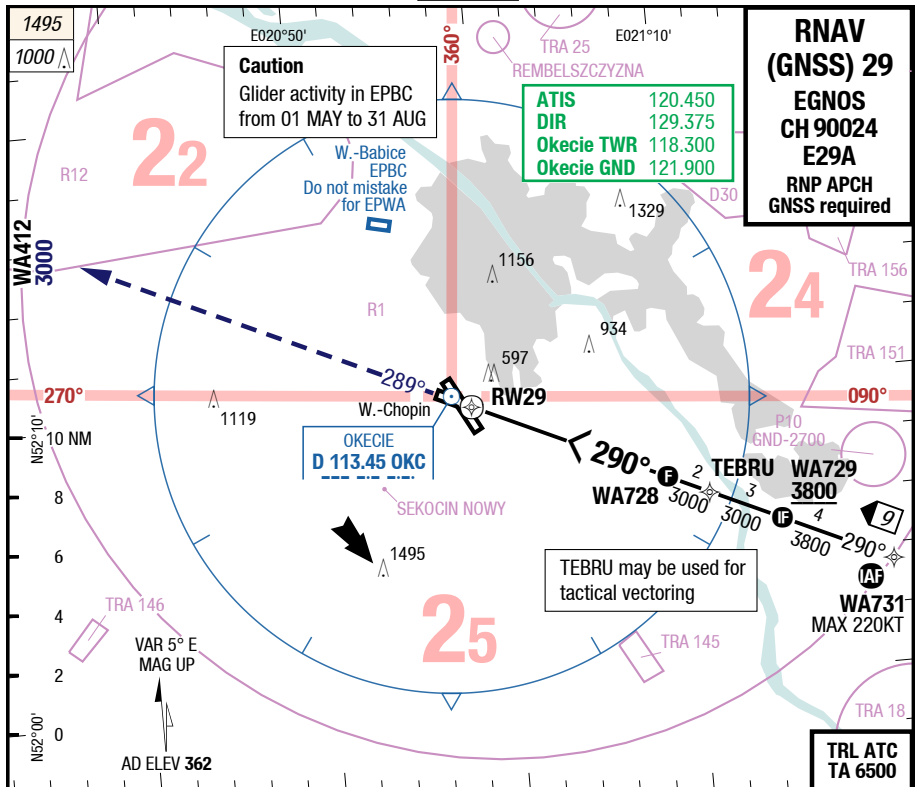 1495
1000
E020°50'
360°
E021°10'
TRA 25
REMBELSZCZYZNA
RNAV
(GNSS) 29
EGNOS
CH 90024
E29A
RNP APCH
GNSS required
Caution
Glider activity in EPBC
from 01 MAY to 31 AUG
ATIS 120.450
DIR 129.375
Okecie TWR 118.300
Okecie GND 121.900
W.-Babice
EPBC
Do not mistake
for EPWA
R12
22
D30
1329
WA412
3000
1156
TRA 156
24
R1
934
TRA 151
597
289°
270°
RW29
090°
1119
W.-Chopin
P10
GND-2700
N52°10'
10 NM
OKECIE
D 113.45 OKC
290°
F
2
TEBRU
WA729
3800
WA728
3000
3
3000
IF
4
3800
290°
9
8
SEKOCIN NOWY
1495
6
TEBRU may be used for
tactical vectoring
IAF
WA731
MAX 220KT
4
TRA 146
25
TRA 145
VAR 5° E
MAG UP
2
TRA 18
N52°00'
0
AD ELEV 362
TRL ATC
TA 6500